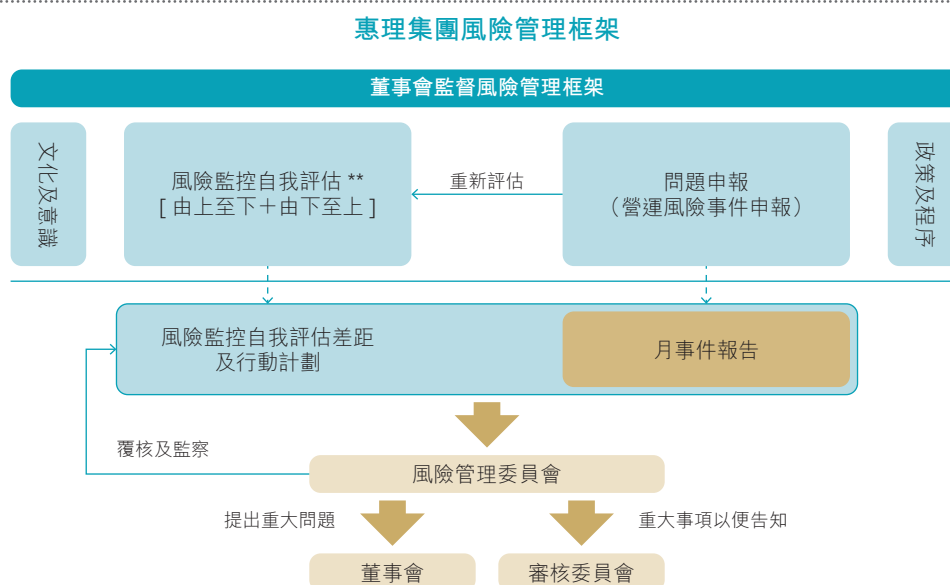 惠理集團風險管理框架
董事會監督風險管理框架
文化及意識
風險監控自我評估 **
[ 由上至下＋由下至上 ]
重新評估
問題申報
（營運風險事件申報）
政策及程序
風險監控自我評估差距
及行動計劃
月事件報告
覆核及監察
風險管理委員會
提出重大問題
重大事項以便告知
董事會
審核委員會